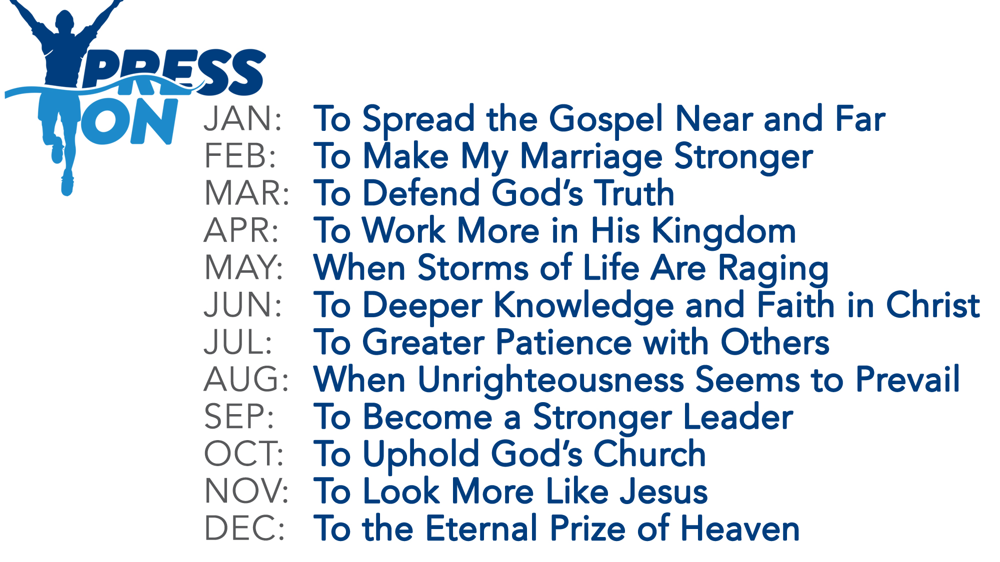 PRESS
ON
JAN: To Spread the Gospel Near and Far
FEB: To Make My Marriage Stronger
MAR: To Defend God’s Truth
APR: To Work More in His Kingdom
MAY: When Storms of Life Are Raging
JUN: To Deeper Knowledge and Faith in Christ
JUL: To Greater Patience with Others
AUG: When Unrighteousness Seems to Prevail
SEP: To Become a Stronger Leader
OCT: To Uphold God’s Church
NOV: To Look More Like Jesus
DEC: To the Eternal Prize of Heaven